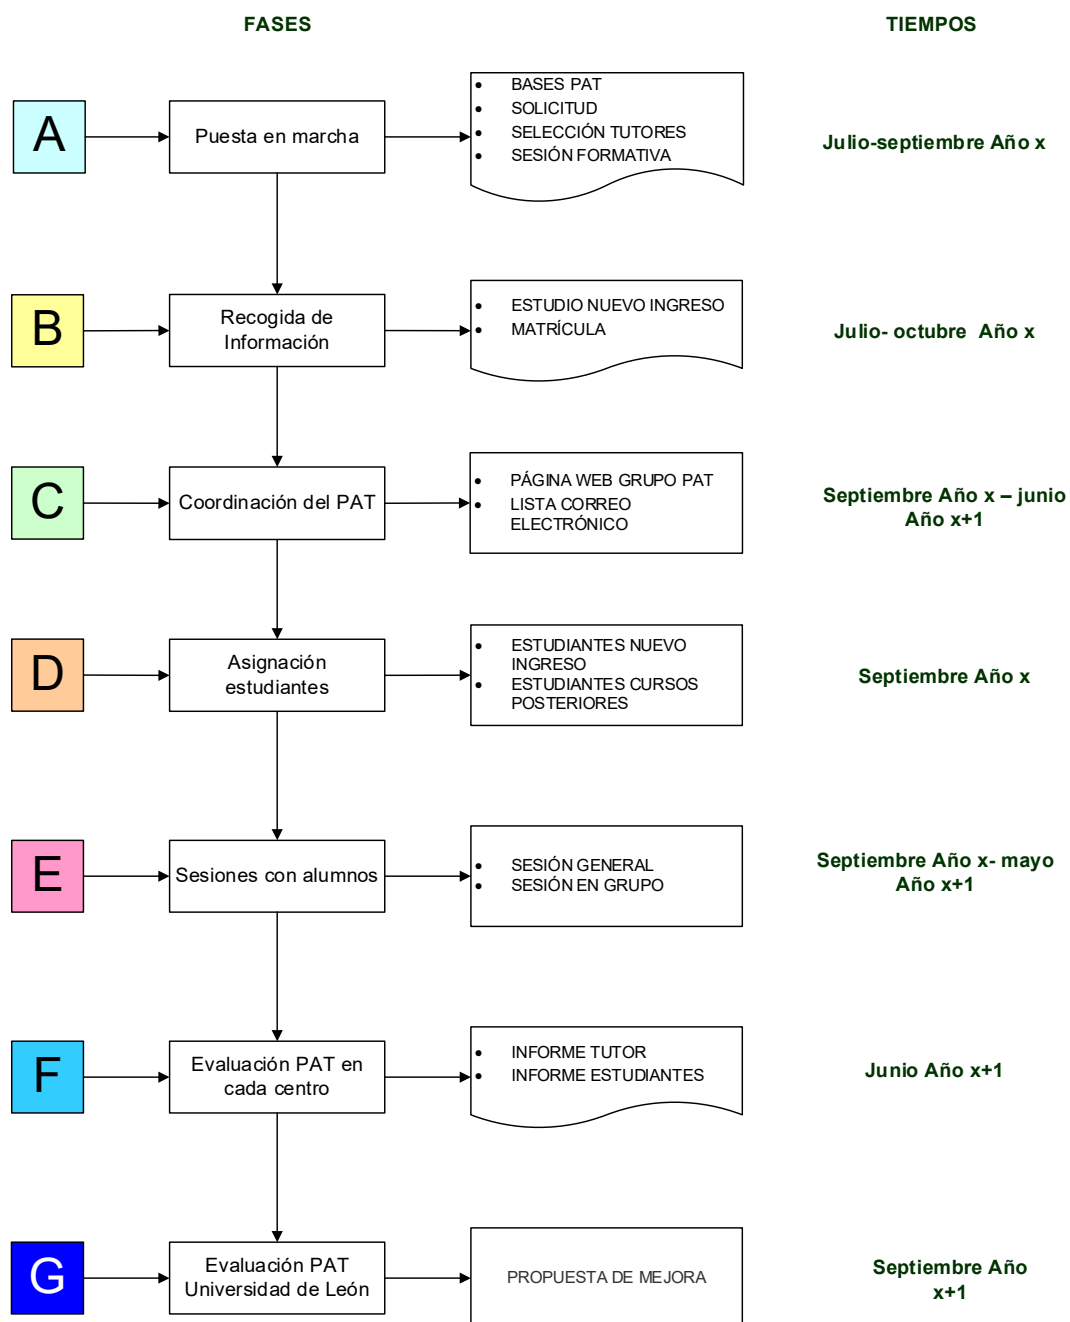 FASES
TIEMPOS
A
Puesta en marcha
• BASES PAT
• SOLICITUD
• SELECCIÓN TUTORES
• SESIÓN FORMATIVA
Julio-septiembre Año x
B
Recogida de
Información
• ESTUDIO NUEVO INGRESO
• MATRÍCULA
Julio- octubre Año x
C
Coordinación del PAT
• PÁGINA WEB GRUPO PAT
• LISTA CORREO
ELECTRÓNICO
Septiembre Año x – junio
Año x+1
D
Asignación
estudiantes
• ESTUDIANTES NUEVO
INGRESO
• ESTUDIANTES CURSOS
POSTERIORES
Septiembre Año x
E
Sesiones con alumnos
• SESIÓN GENERAL
• SESIÓN EN GRUPO
Septiembre Año x- mayo
Año x+1
F
Evaluación PAT en
cada centro
• INFORME TUTOR
• INFORME ESTUDIANTES
Junio Año x+1
G
Evaluación PAT
Universidad de León
PROPUESTA DE MEJORA
Septiembre Año
x+1